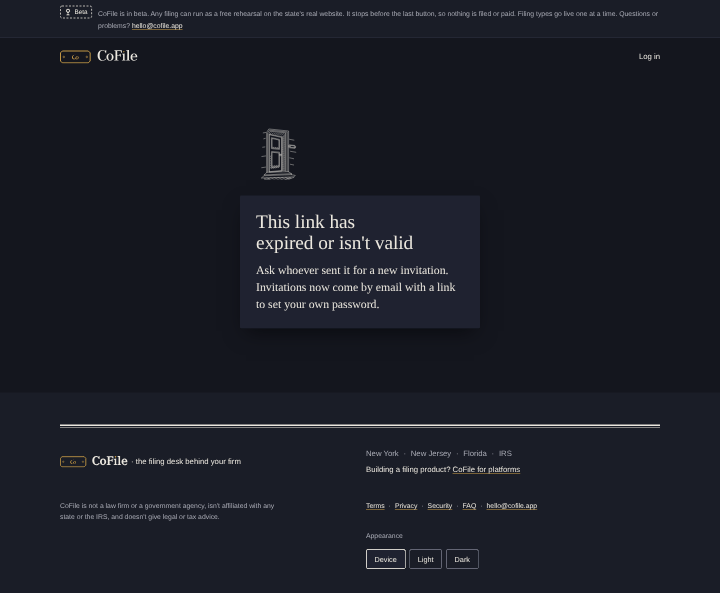 Beta
CoFile is in beta. Any filing can run as a free rehearsal on the state's real website. It stops before the last button, so nothing is filed or paid. Filing types go live one at a time. Questions or
problems? hello@cofile.app
Co CoFile
Log in
This link has
expired or isn't valid
Ask whoever sent it for a new invitation.
Invitations now come by email with a link
to set your own password.
Co CoFile · the filing desk behind your firm
New York · New Jersey · Florida · IRS
Building a filing product? CoFile for platforms
CoFile is not a law firm or a government agency, isn't affiliated with any
state or the IRS, and doesn't give legal or tax advice.
Terms · Privacy · Security · FAQ · hello@cofile.app
Appearance
Device Light Dark